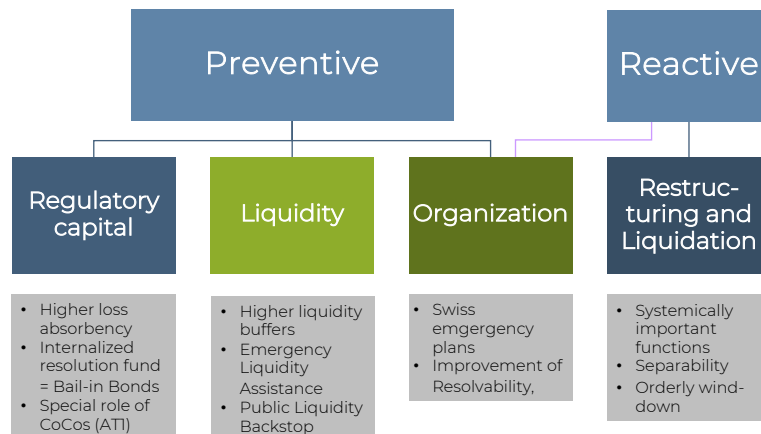 Preventive
Reactive
Regulatory
capital
Liquidity
Organization
Restruc-
turing and
Liquidation
• Higher loss
absorbency
• Internalized
resolution fund
= Bail-in Bonds
• Special role of
CoCos (AT1)
• Higher liquidity
buffers
• Emergency
Liquidity
Assistance
• Public Liquidity
Backstop
• Swiss
emgergency
plans
• Improvement of
Resolvability,
• Systemically
important
functions
• Separability
• Orderly wind-
down